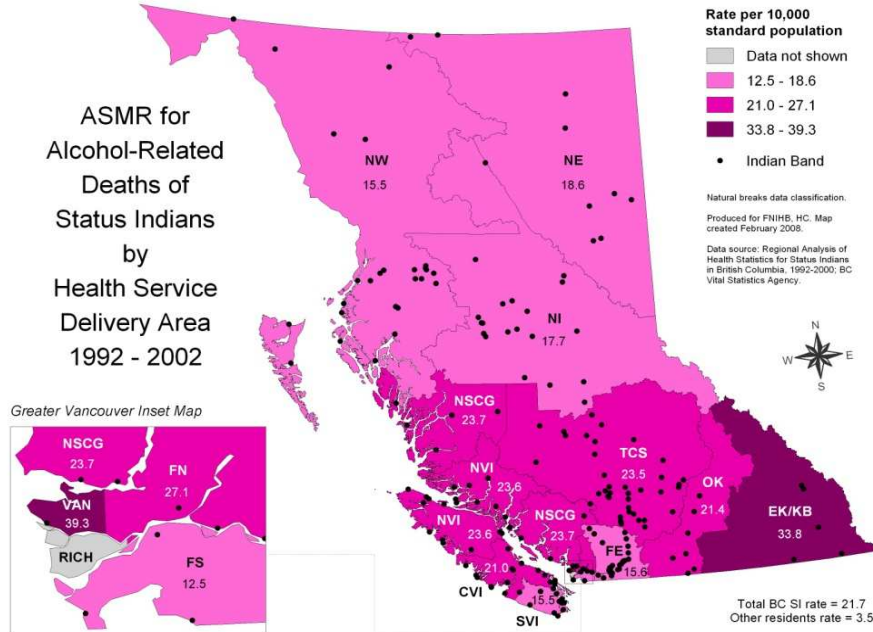 ASMR for
Alcohol-Related
Deaths of
Status Indians
by
Health Service
Delivery Area
1992 - 2002
Rate per 10,000
standard population
Data not shown
12.5 - 18.6
21.0 - 27.1
33.8 - 39.3
Indian Band
Natural breaks data classification.
Produced for FNIHB, HC. Map
created February 2008.
Data source: Regional Analysis of
Health Statistics for Status Indians
in British Columbia, 1992-2000; BC
Vital Statistics Agency.
N
W E
S
NW
15.5
NE
18.6
NI
17.7
NSCG
23.7
NVI
23.6
TCS
23.5
OK
21.4
EK/KB
33.8
NVI
23.6
NSCG
23.7
FE
15.6
21.0
CVI
15.5
SVI
Greater Vancouver Inset Map
NSCG
23.7
FN
27.1
VAN
39.3
RICH
FS
12.5
Total BC SI rate = 21.7
Other residents rate = 3.5